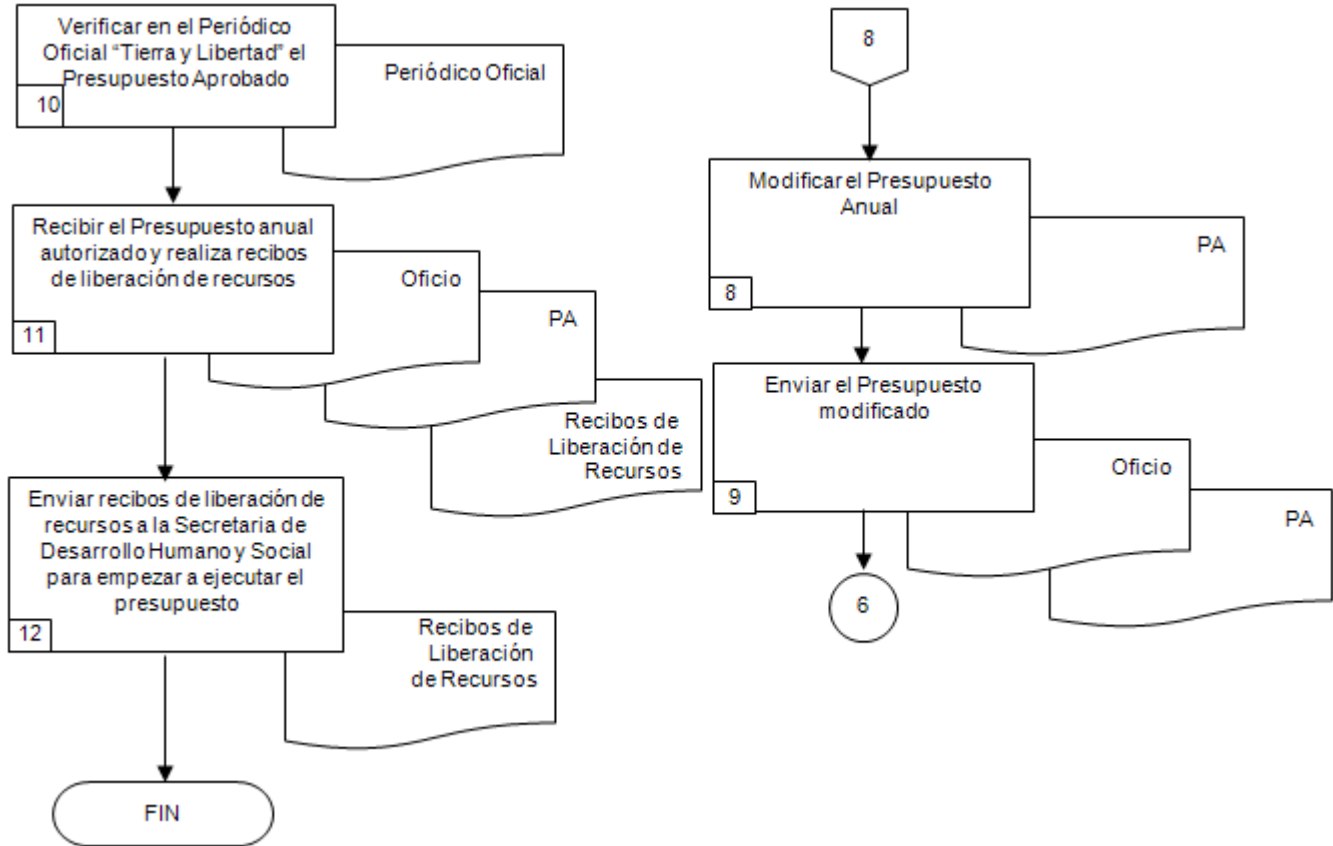 Verificar en el Periódico
Oficial “Tierra y Libertad” el
Presupuesto Aprobado
10
Periódico Oficial
Recibir el Presupuesto anual
autorizado y realiza recibos
de liberación de recursos
11
Oficio
PA
Recibos de
Liberación de
Recursos
Enviar recibos de liberación de
recursos a la Secretaria de
Desarrollo Humano y Social
para empezar a ejecutar el
presupuesto
12
Recibos de
Liberación
de Recursos
FIN
8
Modificar el Presupuesto
Anual
8
PA
Enviar el Presupuesto
modificado
9
Oficio
PA
6